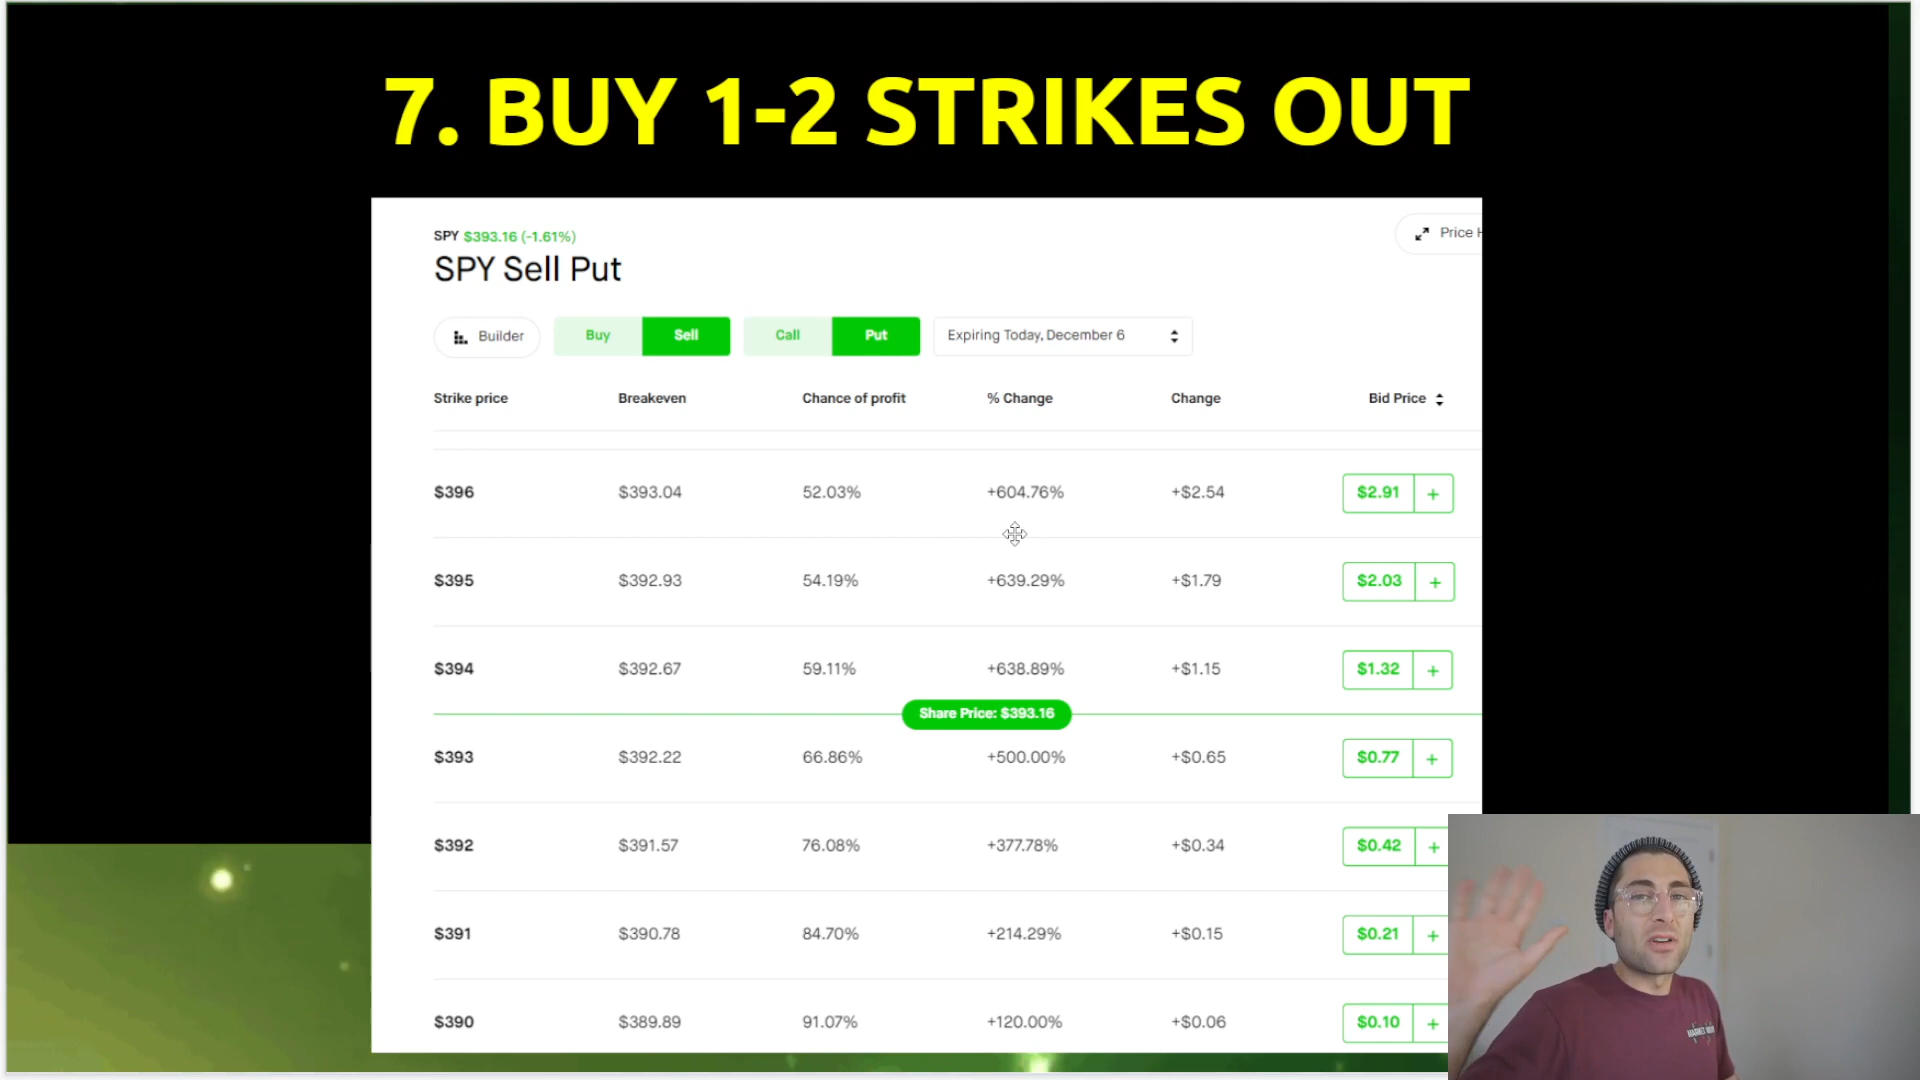 7. BUY 1-2 STRIKES OUT
SPY $393.16 (-1.61%)
SPY Sell Put
Price H
Builder Buy Sell Call Put Expiring Today, December 6
Strike price Breakeven Chance of profit % Change Change Bid Price
$396 $393.04 52.03% +604.76% +$2.54 $2.91 +
$395 $392.93 54.19% +639.29% +$1.79 $2.03 +
$394 $392.67 59.11% +638.89% +$1.15 $1.32 +
Share Price: $393.16
$393 $392.22 66.86% +500.00% +$0.65 $0.77 +
$392 $391.57 76.08% +377.78% +$0.34 $0.42 +
$391 $390.78 84.70% +214.29% +$0.15 $0.21 +
$390 $389.89 91.07% +120.00% +$0.06 $0.10 +